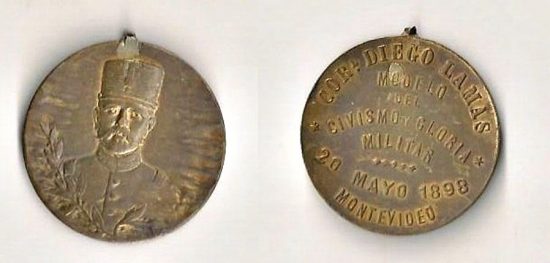 COR.L DIEGO LAMAS
MODELO
DEL
CIVISMO Y GLORIA
MILITAR
20 MAYO 1898
MONTEVIDEO